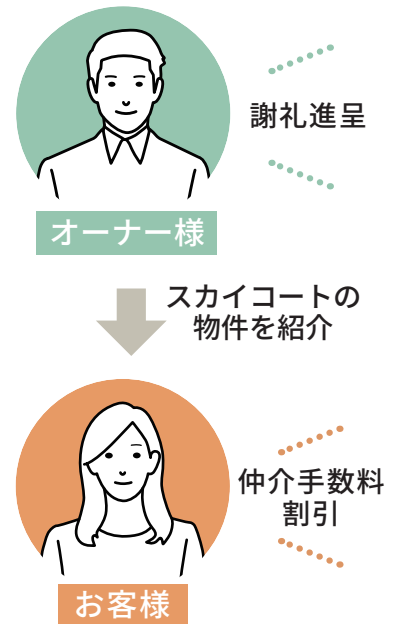 謝礼進呈
オーナー様
スカイコートの
物件を紹介
仲介手数料
割引
お客様